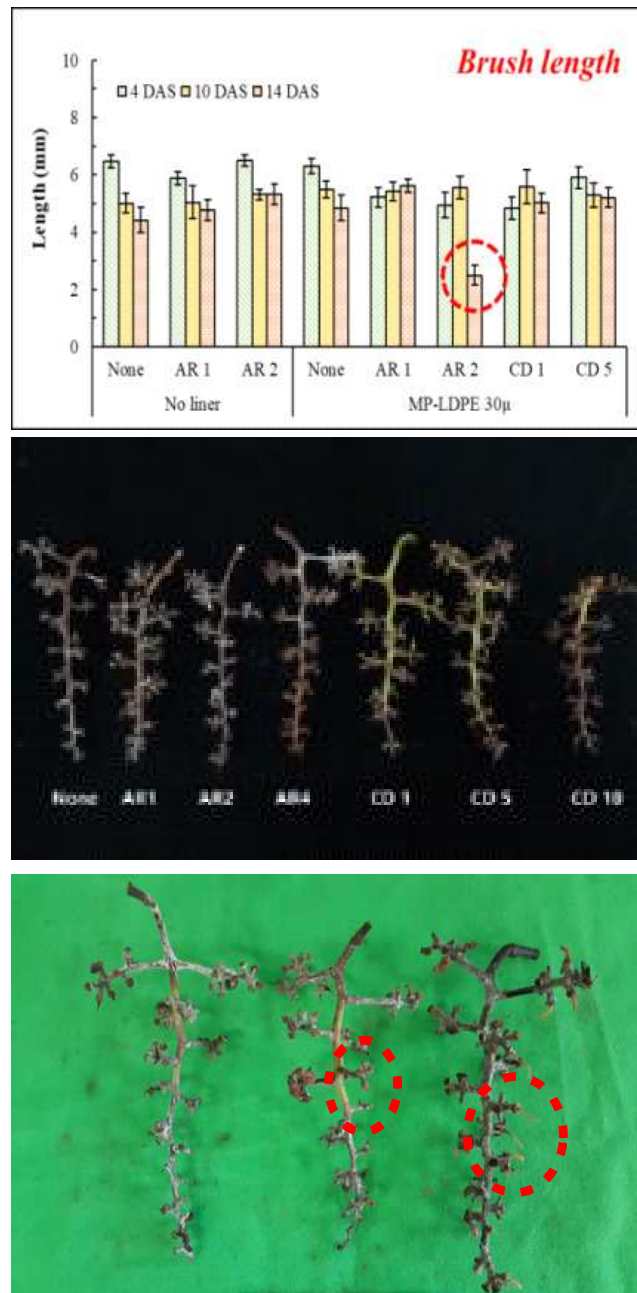 Brush length
10
8
6
4
2
0
Length (mm)
4 DAS 10 DAS 14 DAS
None AR 1 AR 2 None AR 1 AR 2 CD 1 CD 5
No liner MP-LDPE 30μ
None AR1 AR2 AR4 CD 1 CD 5 CD 10